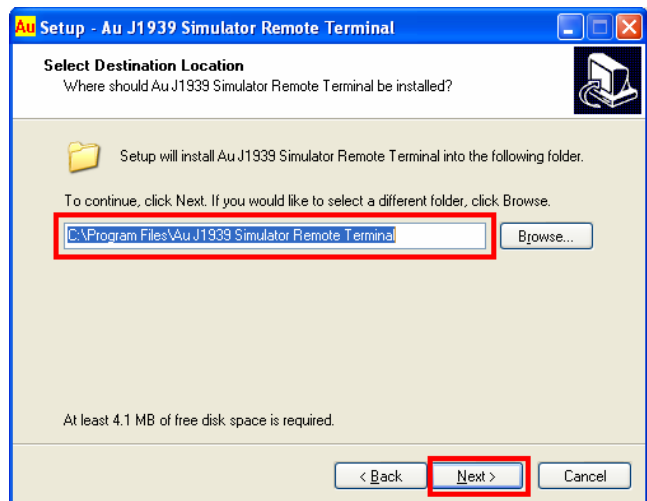 Au Setup - Au J1939 Simulator Remote Terminal
Select Destination Location
Where should Au J1939 Simulator Remote Terminal be installed?
Setup will install Au J1939 Simulator Remote Terminal into the following folder.
To continue, click Next. If you would like to select a different folder, click Browse.
C:\Program Files\Au J1939 Simulator Remote Terminal
Browse...
At least 4.1 MB of free disk space is required.
< Back Next > Cancel